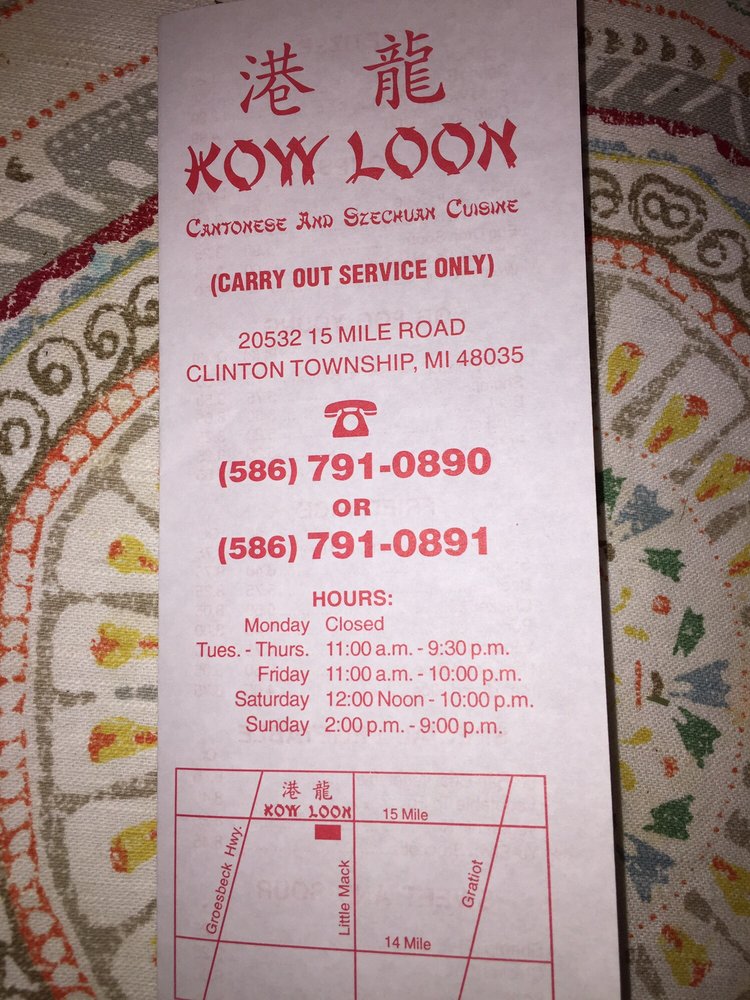 港 龍
KOW LOON
CANTONESE AND SZECHUAN CUISINE
(CARRY OUT SERVICE ONLY)
20532 15 MILE ROAD
CLINTON TOWNSHIP, MI 48035
(586) 791-0890
OR
(586) 791-0891
HOURS:
Monday Closed
Tues. - Thurs. 11:00 a.m. - 9:30 p.m.
Friday 11:00 a.m. - 10:00 p.m.
Saturday 12:00 Noon - 10:00 p.m.
Sunday 2:00 p.m. - 9:00 p.m.
港 龍
KOW LOON
15 Mile
Groesbeck Hwy.
Little Mack
Gratiot
14 Mile